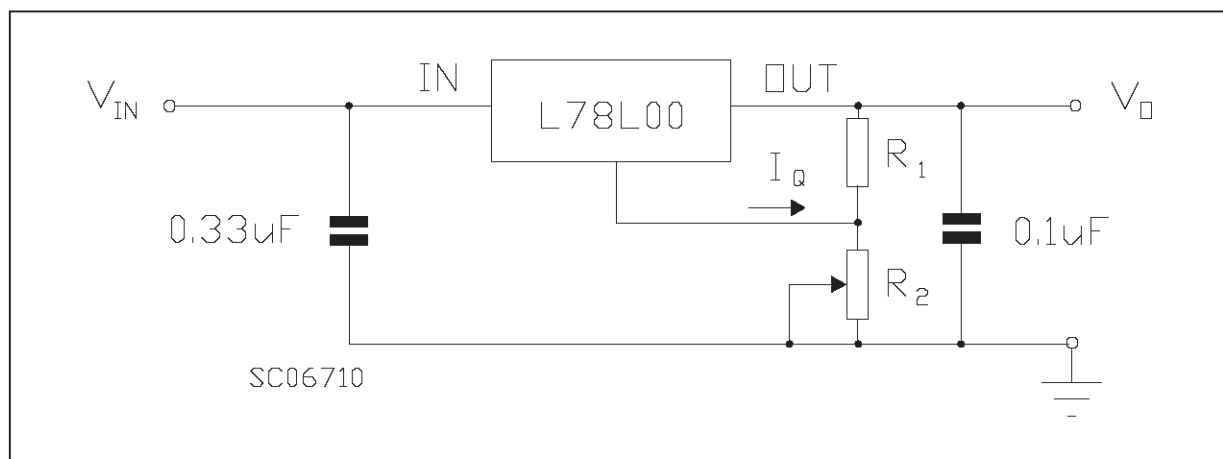 V_IN
IN
L78L00
OUT
V_O
R_1
I_Q
0.33uF
0.1uF
R_2
SC06710